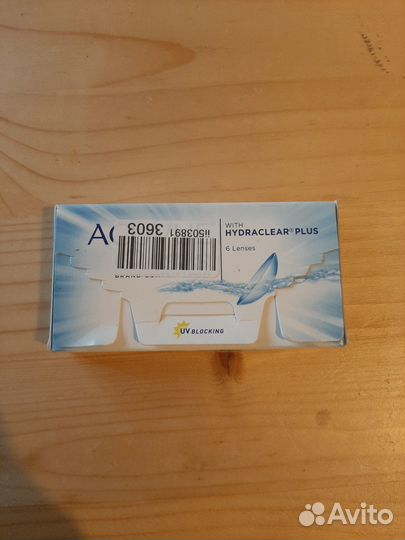 AC
ii503891
3603
WITH
HYDRACLEAR® PLUS
6 Lenses
UV BLOCKING
Avito